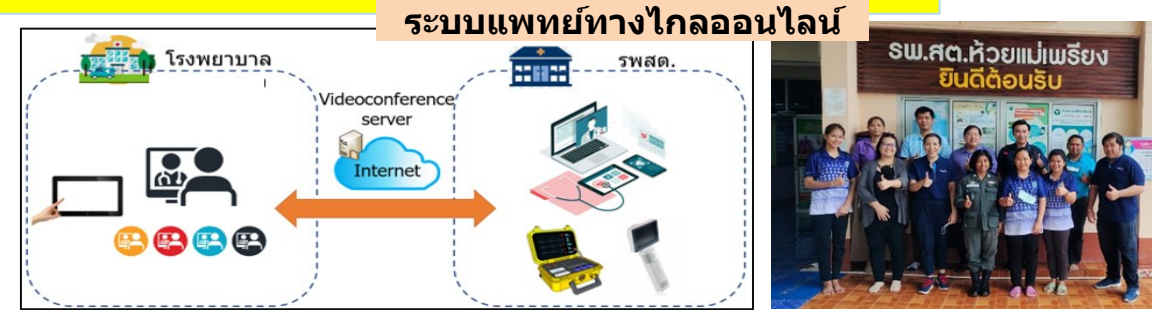 ระบบแพทย์ทางไกลออนไลน์
โรงพยาบาล
รพสต.
Videoconference
server
Internet
รพ.สต.ห้วยแม่เพรียง
ยินดีต้อนรับ